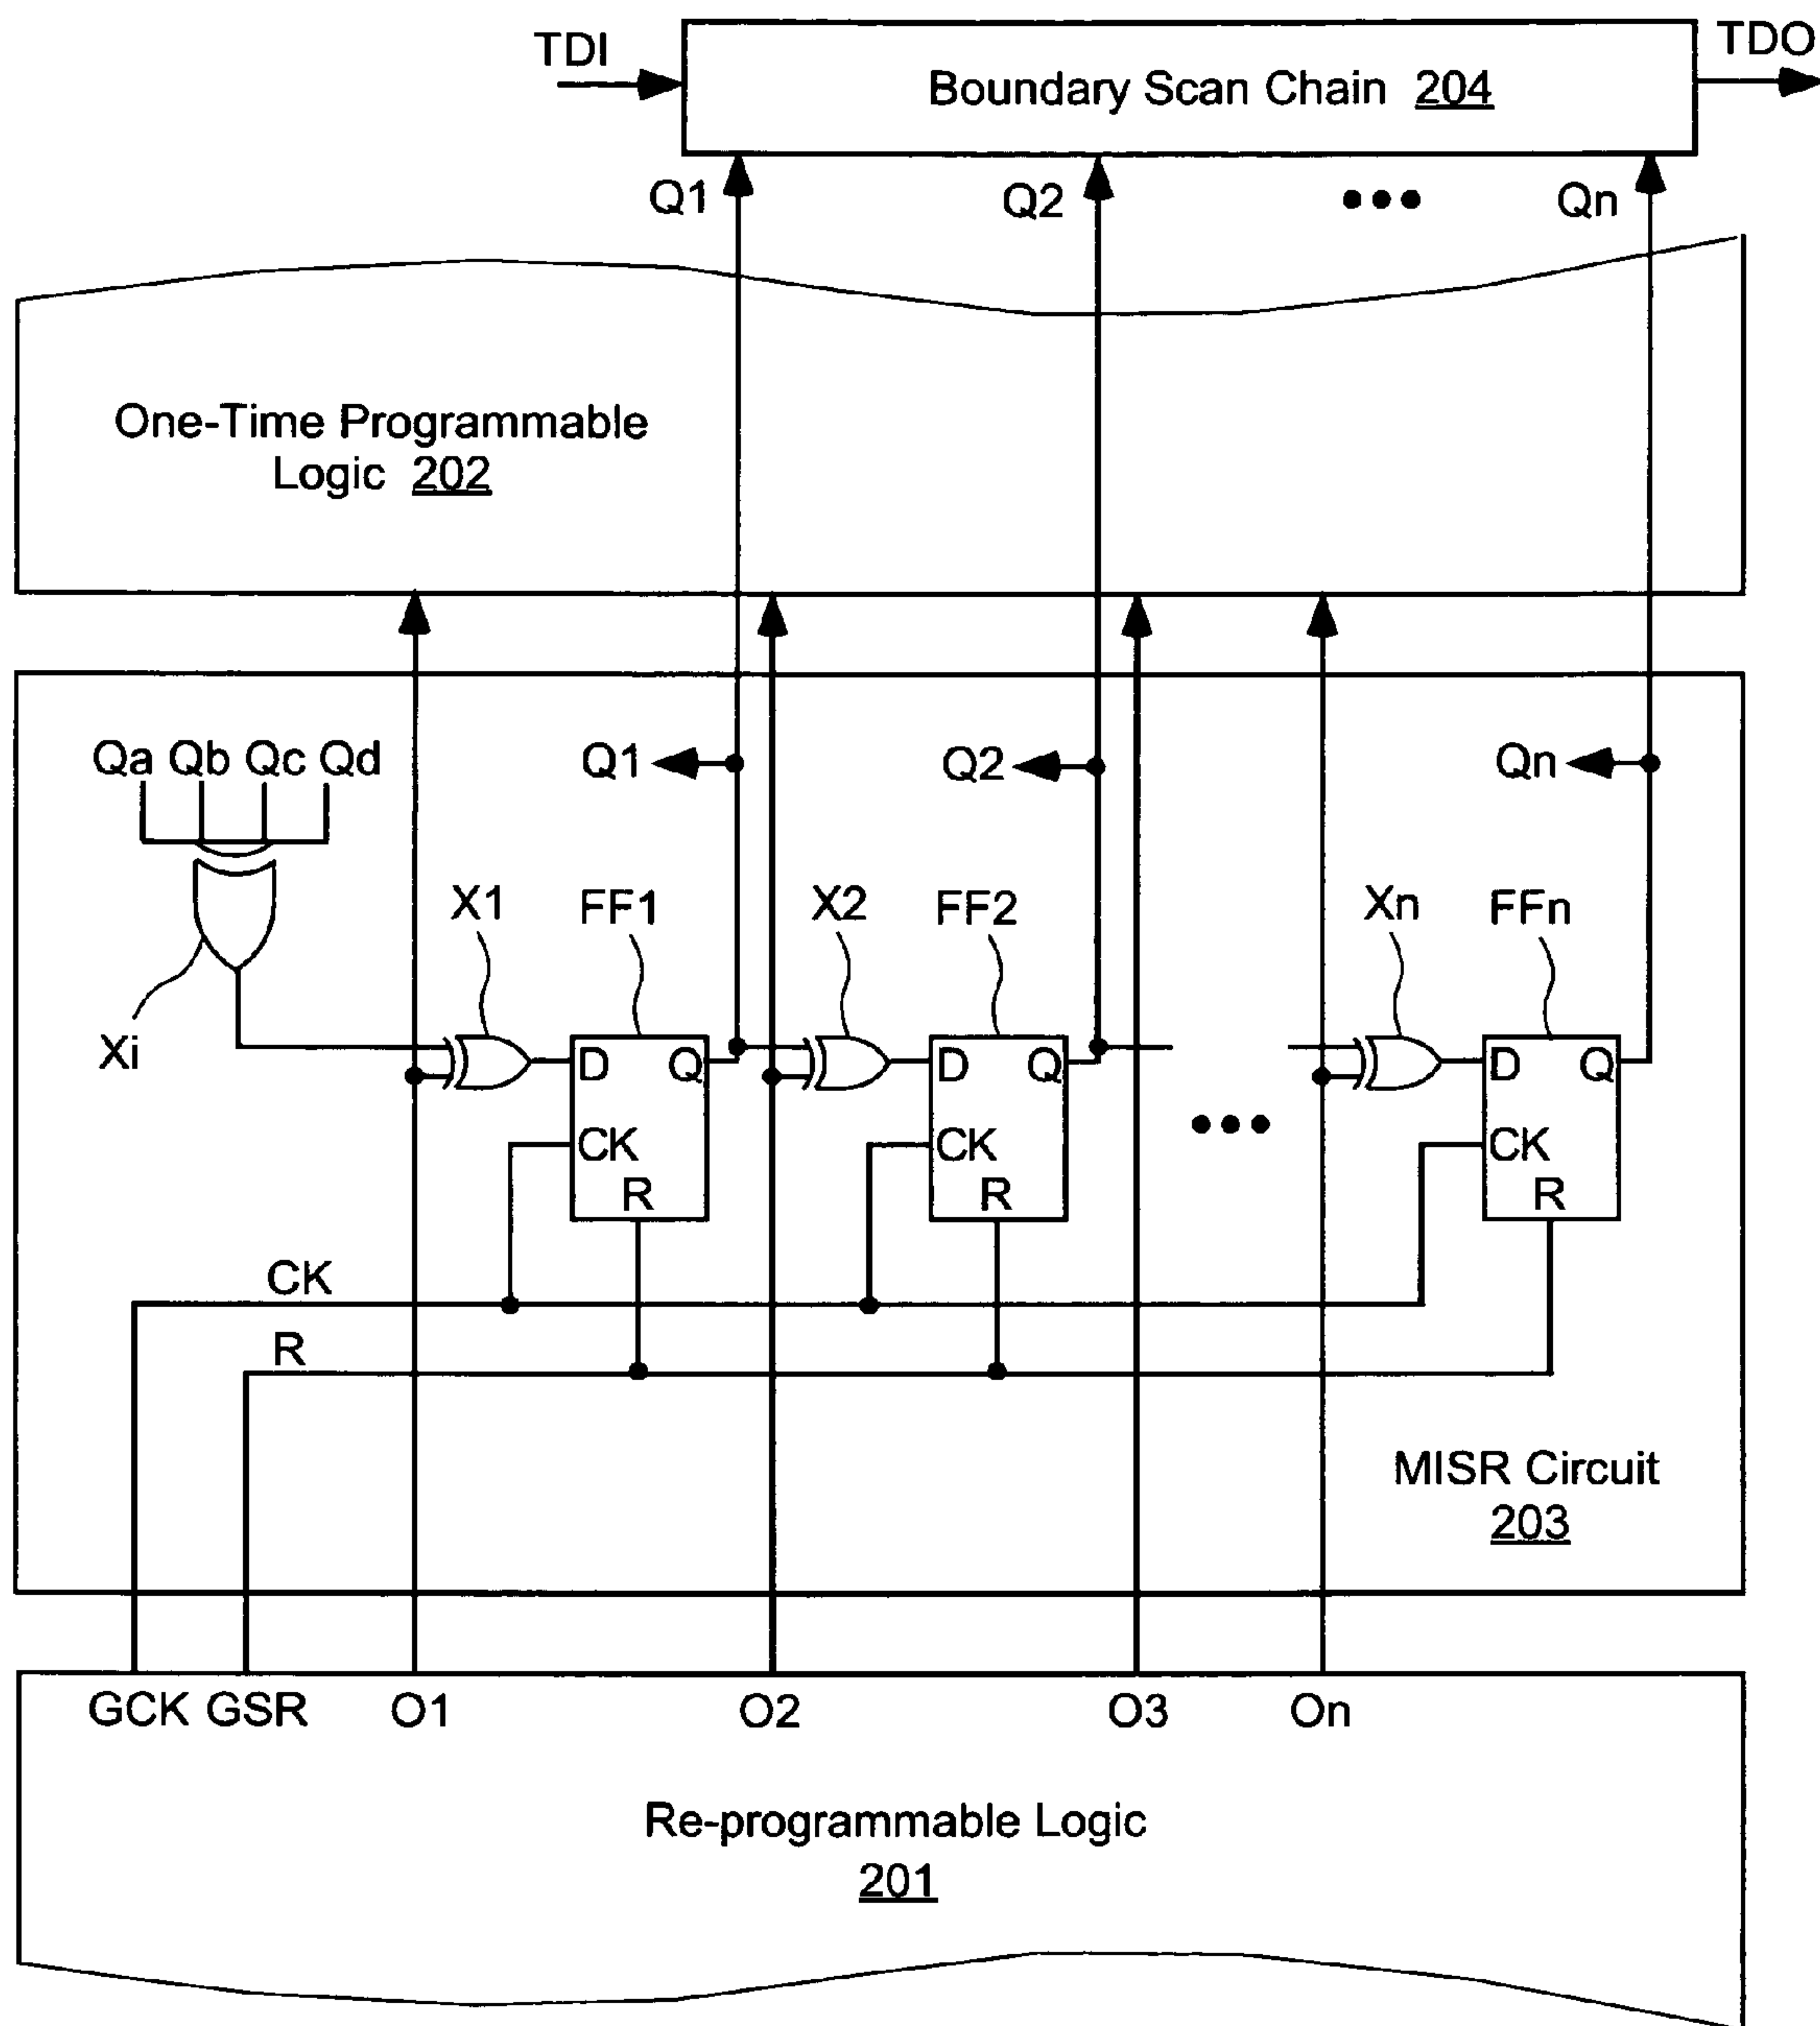 TDI
TDO
Boundary Scan Chain 204
Q1
Q2
•••
Qn
One-Time Programmable
Logic 202
Qa Qb Qc Qd
Q1
Q2
Qn
X1
FF1
X2
FF2
Xn
FFn
Xi
D Q
D Q
D Q
•••
CK
CK
CK
R
R
R
CK
R
MISR Circuit
203
GCK GSR O1 O2 O3 On
Re-programmable Logic
201